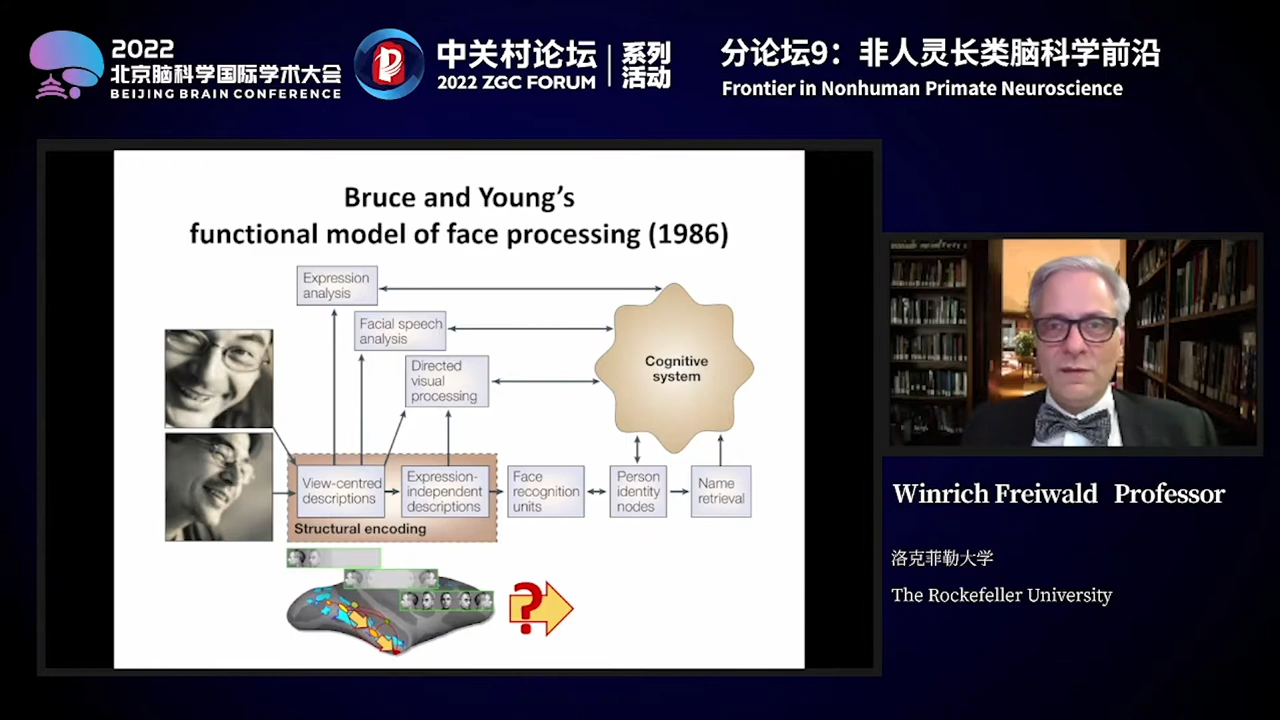 2022
北京脑科学国际学术大会
BEIJING BRAIN CONFERENCE
中关村论坛
2022 ZGC FORUM
系列
活动
分论坛9：非人灵长类脑科学前沿
Frontier in Nonhuman Primate Neuroscience
Bruce and Young’s
functional model of face processing (1986)
Expression
analysis
Facial speech
analysis
Directed
visual
processing
Cognitive
system
View-centred
descriptions
Expression-
independent
descriptions
Face
recognition
units
Person
identity
nodes
Name
retrieval
Structural encoding
?
Winrich Freiwald Professor
洛克菲勒大学
The Rockefeller University